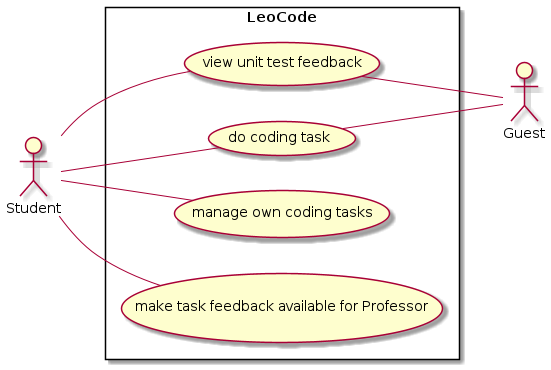 LeoCode
view unit test feedback
Guest
do coding task
Student
manage own coding tasks
make task feedback available for Professor